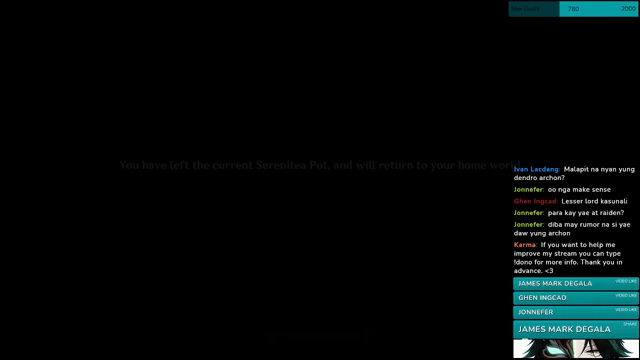 Star Goal 780 2000
You have left the current Serenitea Pot, and will return to your home world.
Ivan Lacdang: Malapit na nyan yung
dendro archon?
Jonnefer: oo nga make sense
Ghen Ingcad: Lesser lord kasunali
Jonnefer: para kay yae at raiden?
Jonnefer: diba may rumor na si yae
daw yung archon
Karma: If you want to help me
improve my stream you can type
!dono for more info. Thank you in
advance. <3
JAMES MARK DEGALA VIDEO LIKE
GHEN INGCAD VIDEO LIKE
JONNEFER VIDEO LIKE
JAMES MARK DEGALA SHARE